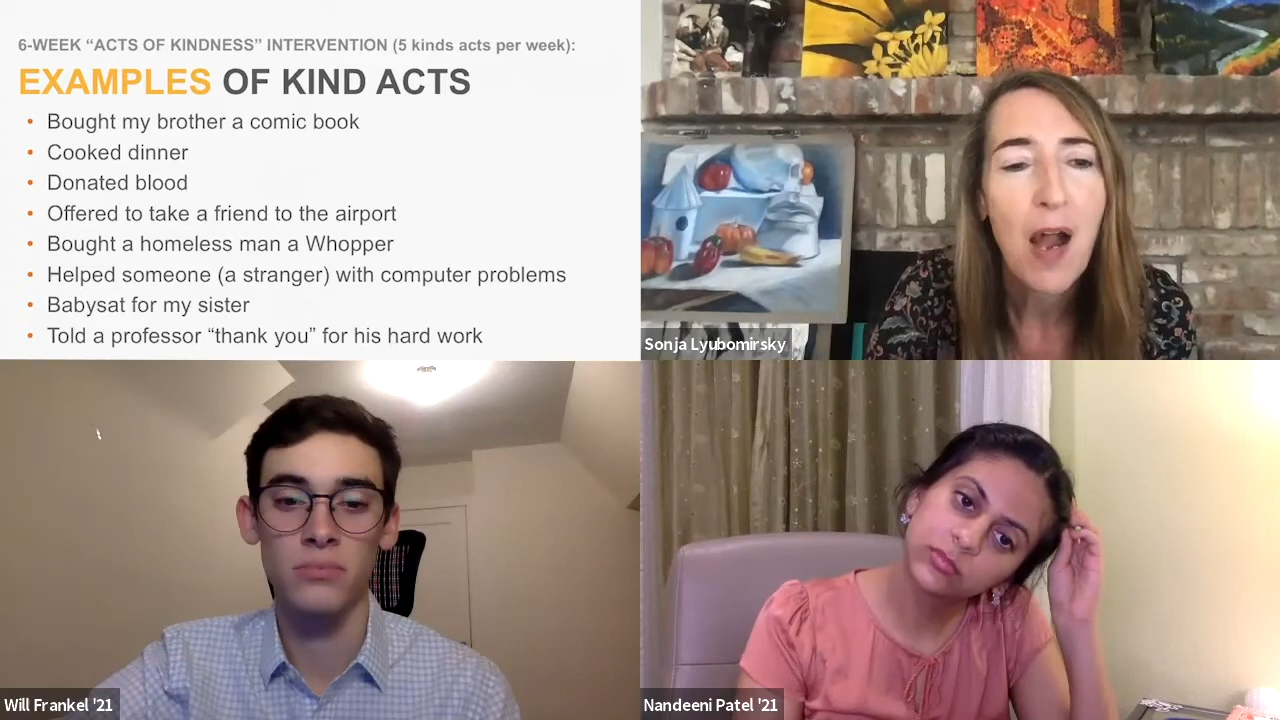 6-WEEK “ACTS OF KINDNESS” INTERVENTION (5 kinds acts per week):
EXAMPLES OF KIND ACTS
• Bought my brother a comic book
• Cooked dinner
• Donated blood
• Offered to take a friend to the airport
• Bought a homeless man a Whopper
• Helped someone (a stranger) with computer problems
• Babysat for my sister
• Told a professor “thank you” for his hard work
Sonja Lyubomirsky
Will Frankel '21
Nandeeni Patel '21